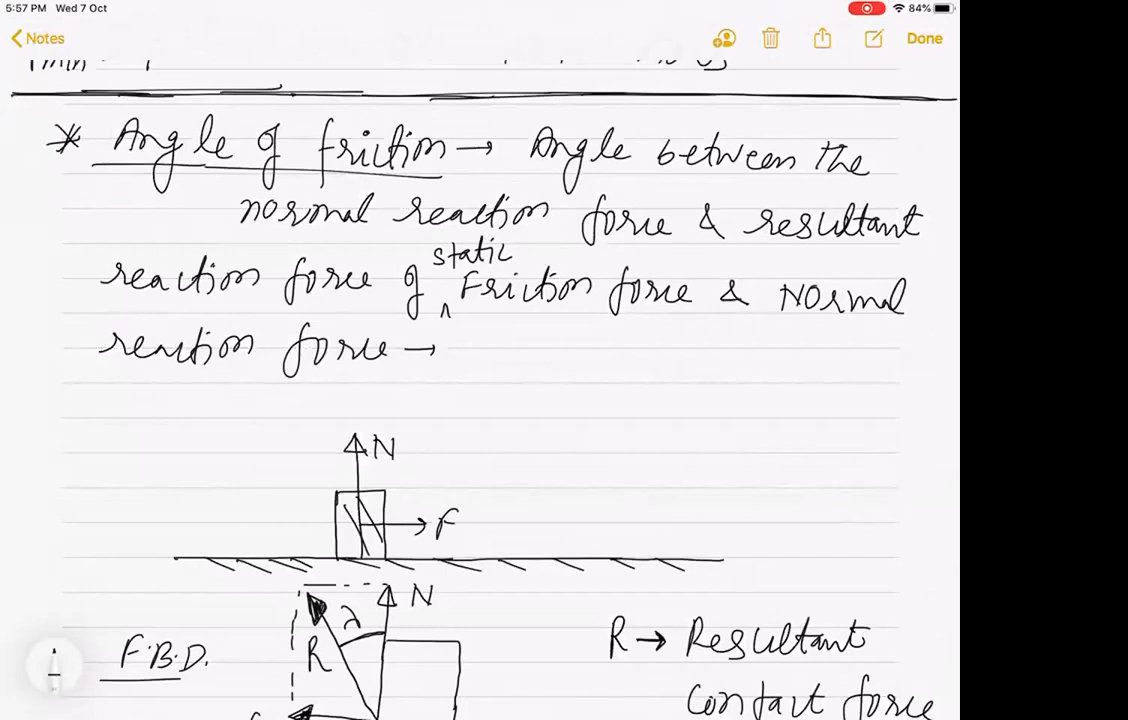 5:57 PM Wed 7 Oct
84%
Notes
Done
* Angle of friction → Angle between the
normal reaction force & resultant
static
reaction force of ^ Friction force & Normal
reaction force →
N
F
N
λ
R
F.B.D.
R → Resultant
contact force